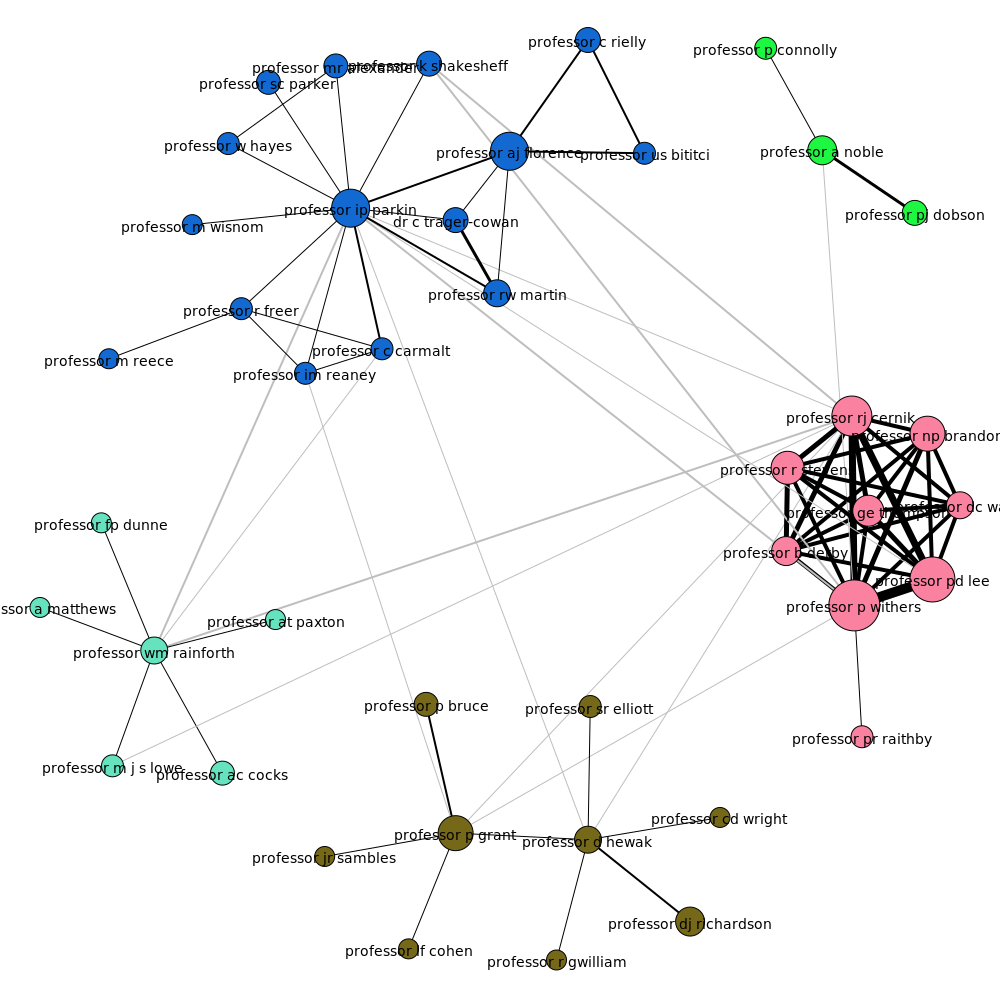 professor c rielly
professor p connolly
professor mr alexander
professor k shakesheff
professor sc parker
professor w hayes
professor aj florence
professor us bititci
professor a noble
professor ip parkin
dr c trager-cowan
professor pj dobson
professor m wisnom
professor rw martin
professor r freer
professor c carmalt
professor m reece
professor im reaney
professor rj cernik
professor np brandon
professor r stevens
professor ge thompson
professor dc wa
professor fp dunne
professor b derby
professor pd lee
ssor a matthews
professor p withers
professor at paxton
professor wm rainforth
professor p bruce
professor sr elliott
professor pr raithby
professor m j s lowe
professor ac cocks
professor cd wright
professor p grant
professor d hewak
professor jr sambles
professor dj richardson
professor lf cohen
professor r gwilliam